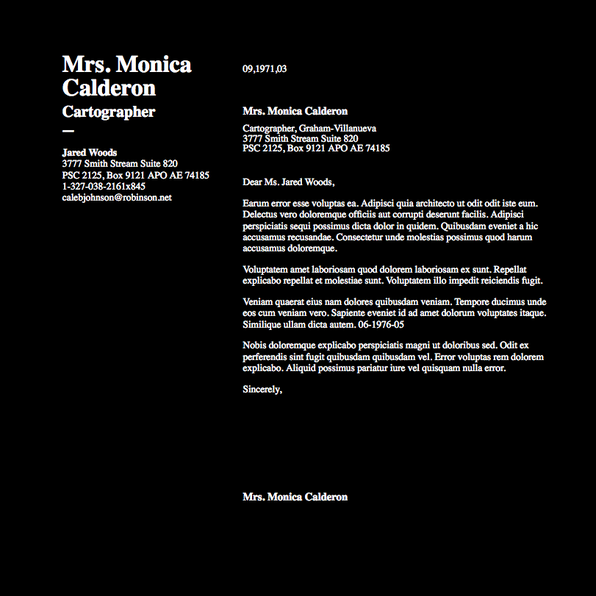 Mrs. Monica
Calderon
Cartographer
—
Jared Woods
3777 Smith Stream Suite 820
PSC 2125, Box 9121 APO AE 74185
1-327-038-2161x845
calebjohnson@robinson.net
09,1971,03
Mrs. Monica Calderon
Cartographer, Graham-Villanueva
3777 Smith Stream Suite 820
PSC 2125, Box 9121 APO AE 74185
Dear Ms. Jared Woods,
Earum error esse voluptas ea. Adipisci quia architecto ut odit odit iste eum.
Delectus vero doloremque officiis aut corrupti deserunt facilis. Adipisci
perspiciatis sequi possimus dicta dolor in quidem. Quibusdam eveniet a hic
accusamus recusandae. Consectetur unde molestias possimus quod harum
accusamus doloremque.
Voluptatem amet laboriosam quod dolorem laboriosam ex sunt. Repellat
explicabo repellat et molestiae sunt. Voluptatem illo impedit reiciendis fugit.
Veniam quaerat eius nam dolores quibusdam veniam. Tempore ducimus unde
eos cum veniam vero. Sapiente eveniet id ad amet dolorum voluptates itaque.
Similique ullam dicta autem. 06-1976-05
Nobis doloremque explicabo perspiciatis magni ut doloribus sed. Odit ex
perferendis sint fugit quibusdam quibusdam vel. Error voluptas rem dolorem
explicabo. Aliquid possimus pariatur iure vel quisquam nulla error.
Sincerely,
Mrs. Monica Calderon